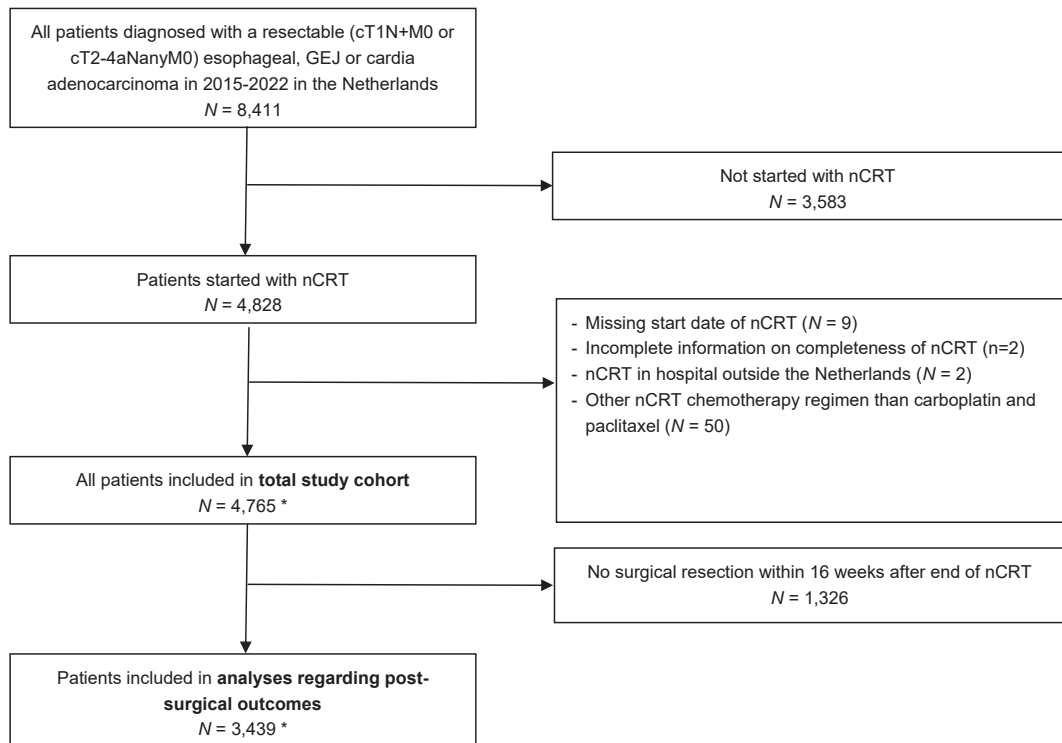 All patients diagnosed with a resectable (cT1N+M0 or
cT2-4aNanyM0) esophageal, GEJ or cardia
adenocarcinoma in 2015-2022 in the Netherlands
N = 8,411
Not started with nCRT
N = 3,583
Patients started with nCRT
N = 4,828
- Missing start date of nCRT (N = 9)
- Incomplete information on completeness of nCRT (n=2)
- nCRT in hospital outside the Netherlands (N = 2)
- Other nCRT chemotherapy regimen than carboplatin and
paclitaxel (N = 50)
All patients included in total study cohort
N = 4,765 *
No surgical resection within 16 weeks after end of nCRT
N = 1,326
Patients included in analyses regarding post-
surgical outcomes
N = 3,439 *